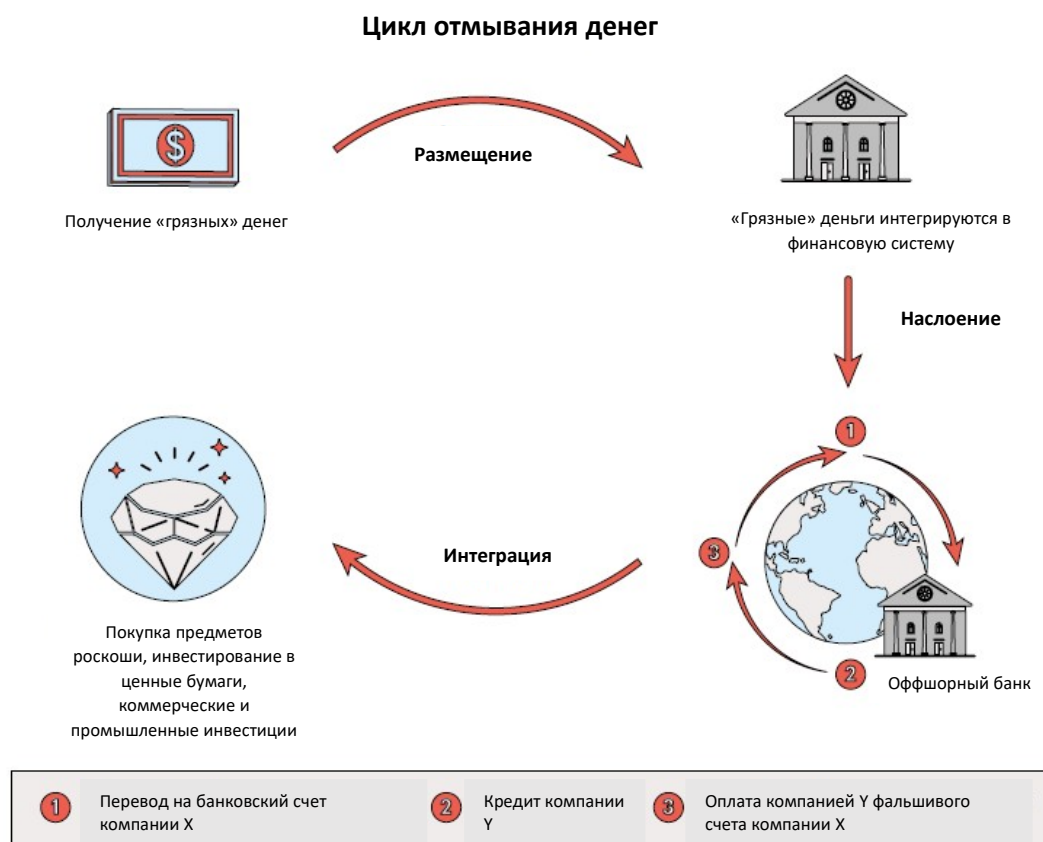 Цикл отмывания денег
$
Размещение
Получение «грязных» денег
«Грязные» деньги интегрируются в
финансовую систему
Наслоение
1
3
Интеграция
2
Оффшорный банк
Покупка предметов
роскоши, инвестирование в
ценные бумаги,
коммерческие и
промышленные инвестиции
1 Перевод на банковский счет
компании X
2 Кредит компании
Y
3 Оплата компанией Y фальшивого
счета компании X